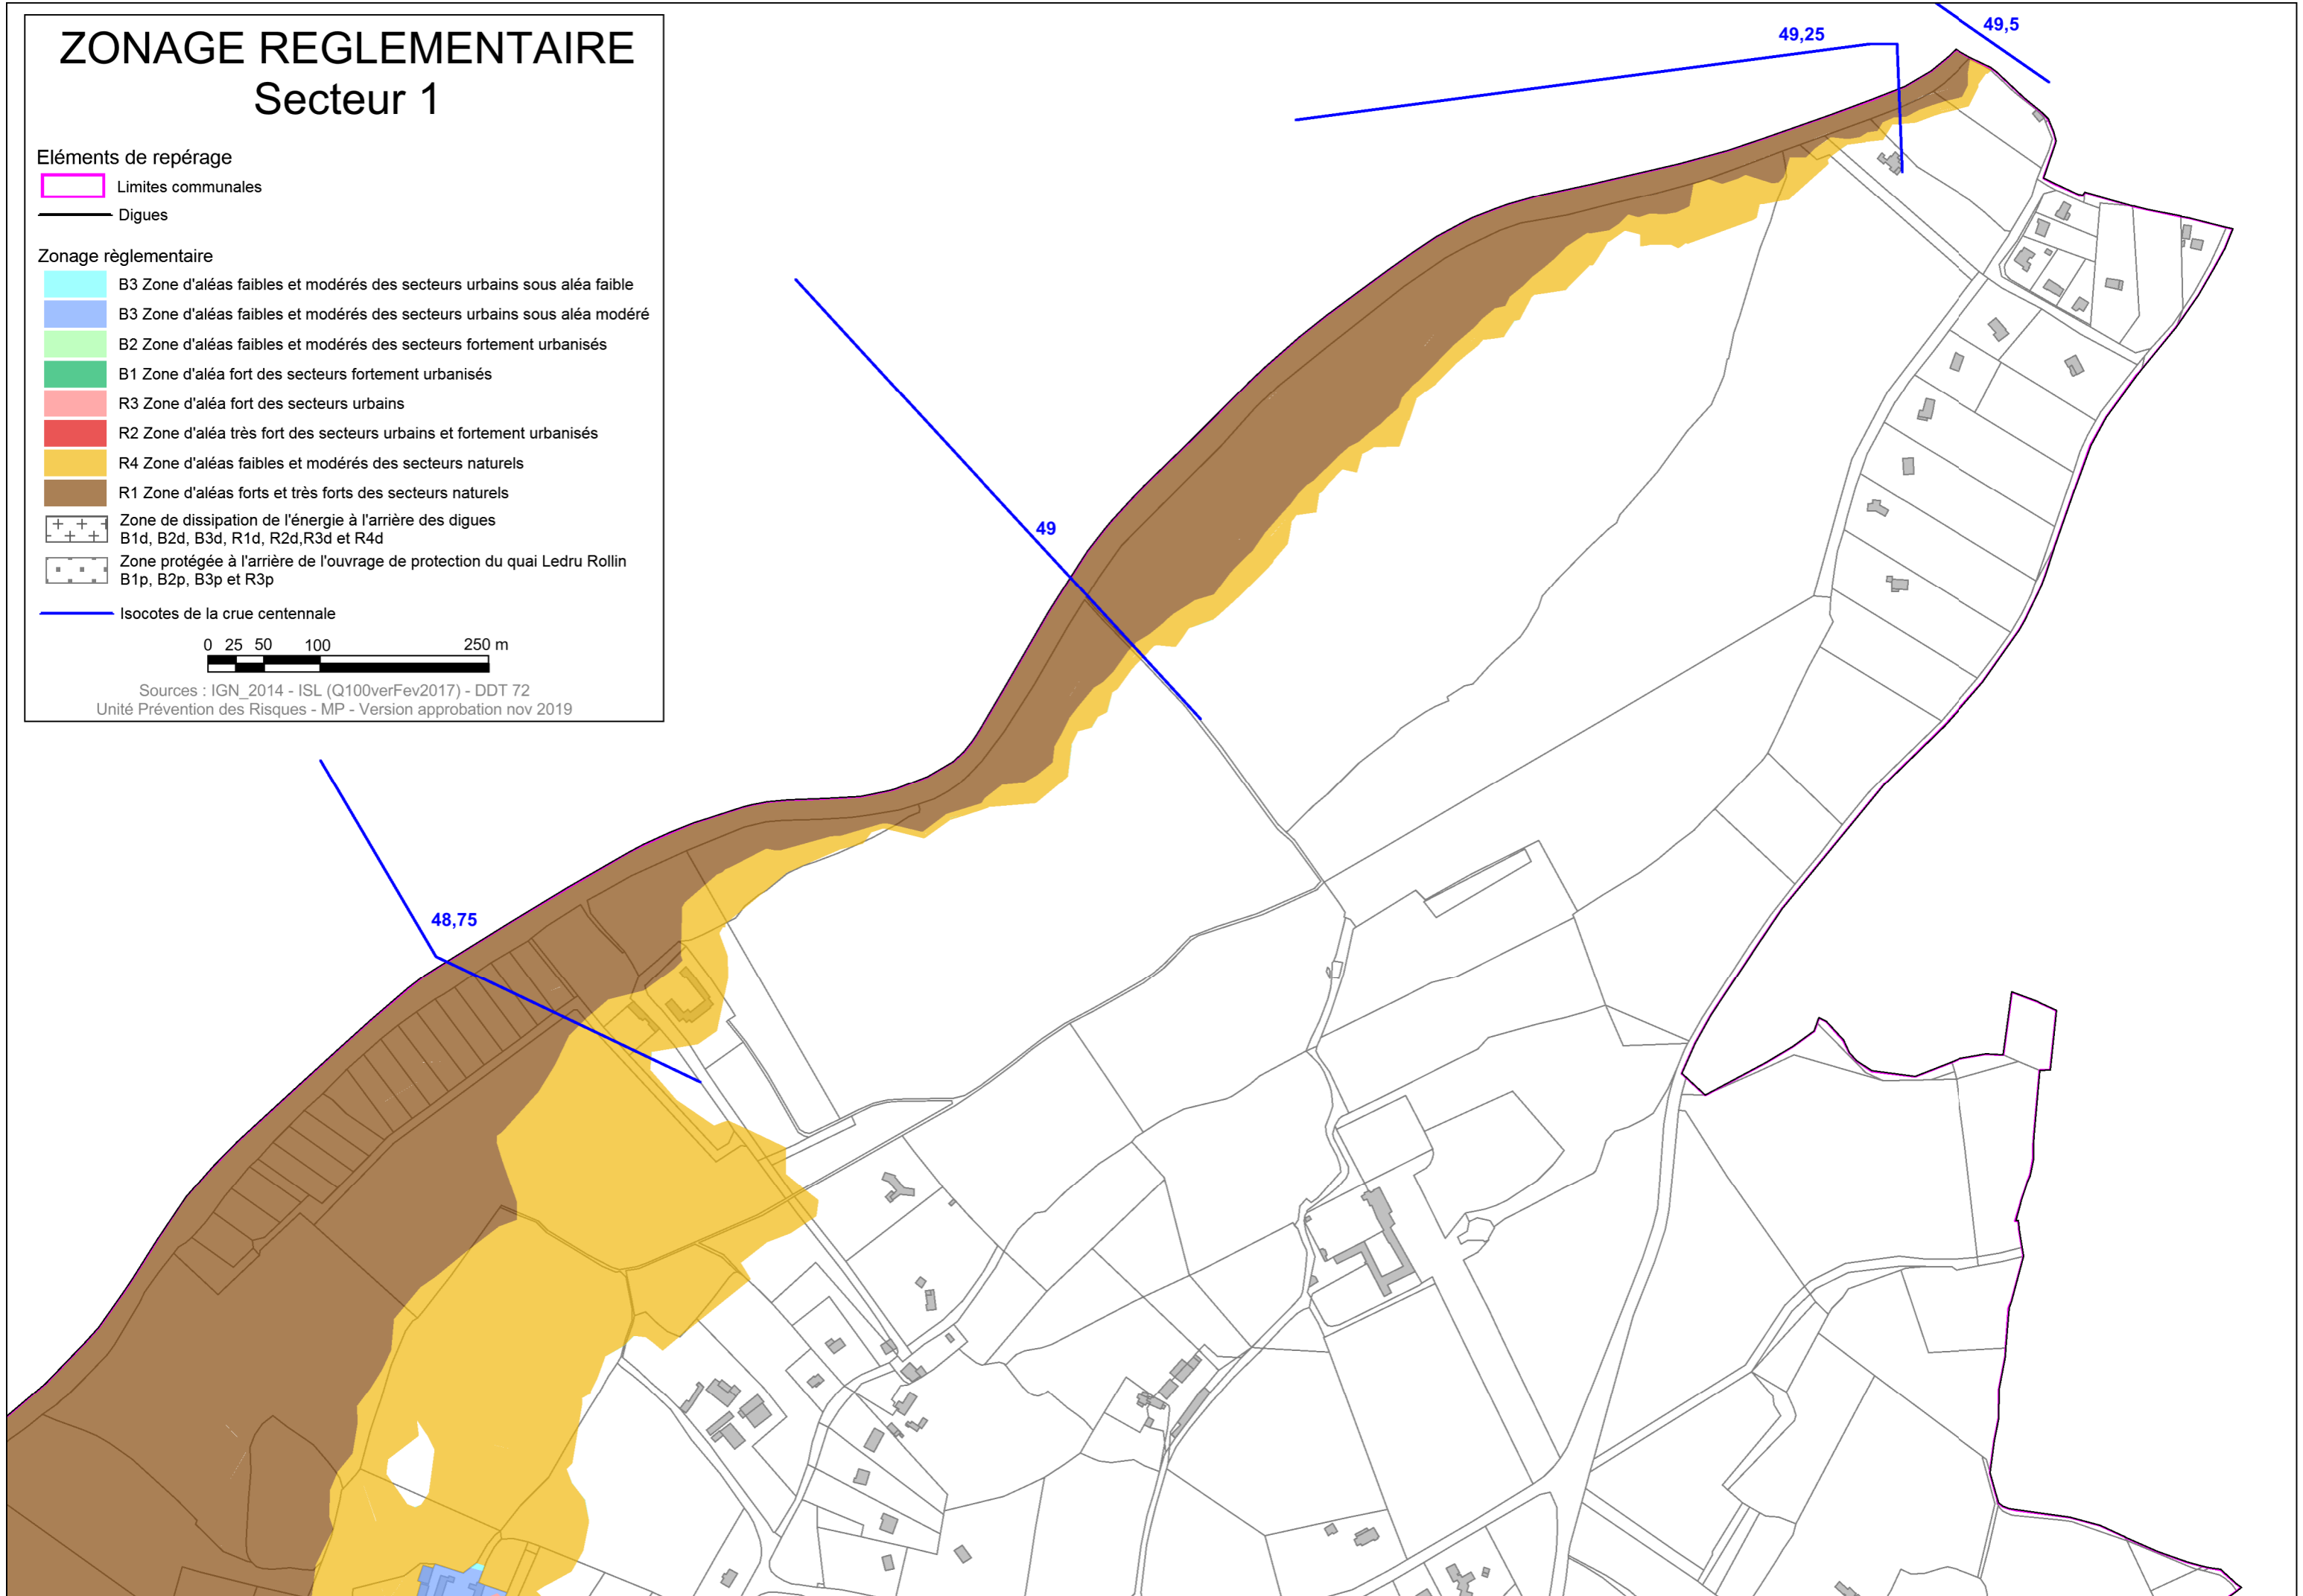 ZONAGE REGLEMENTAIRE
Secteur 1
Eléments de repérage
Limites communales
Digues
Zonage règlementaire
B3 Zone d'aléas faibles et modérés des secteurs urbains sous aléa faible
B3 Zone d'aléas faibles et modérés des secteurs urbains sous aléa modéré
B2 Zone d'aléas faibles et modérés des secteurs fortement urbanisés
B1 Zone d'aléa fort des secteurs fortement urbanisés
R3 Zone d'aléa fort des secteurs urbains
R2 Zone d'aléa très fort des secteurs urbains et fortement urbanisés
R4 Zone d'aléas faibles et modérés des secteurs naturels
R1 Zone d'aléas forts et très forts des secteurs naturels
Zone de dissipation de l'énergie à l'arrière des digues
B1d, B2d, B3d, R1d, R2d,R3d et R4d
Zone protégée à l'arrière de l'ouvrage de protection du quai Ledru Rollin
B1p, B2p, B3p et R3p
Isocotes de la crue centennale
0 25 50 100 250 m
Sources : IGN_2014 - ISL (Q100verFev2017) - DDT 72
Unité Prévention des Risques - MP - Version approbation nov 2019
49,5
49,25
49
48,75